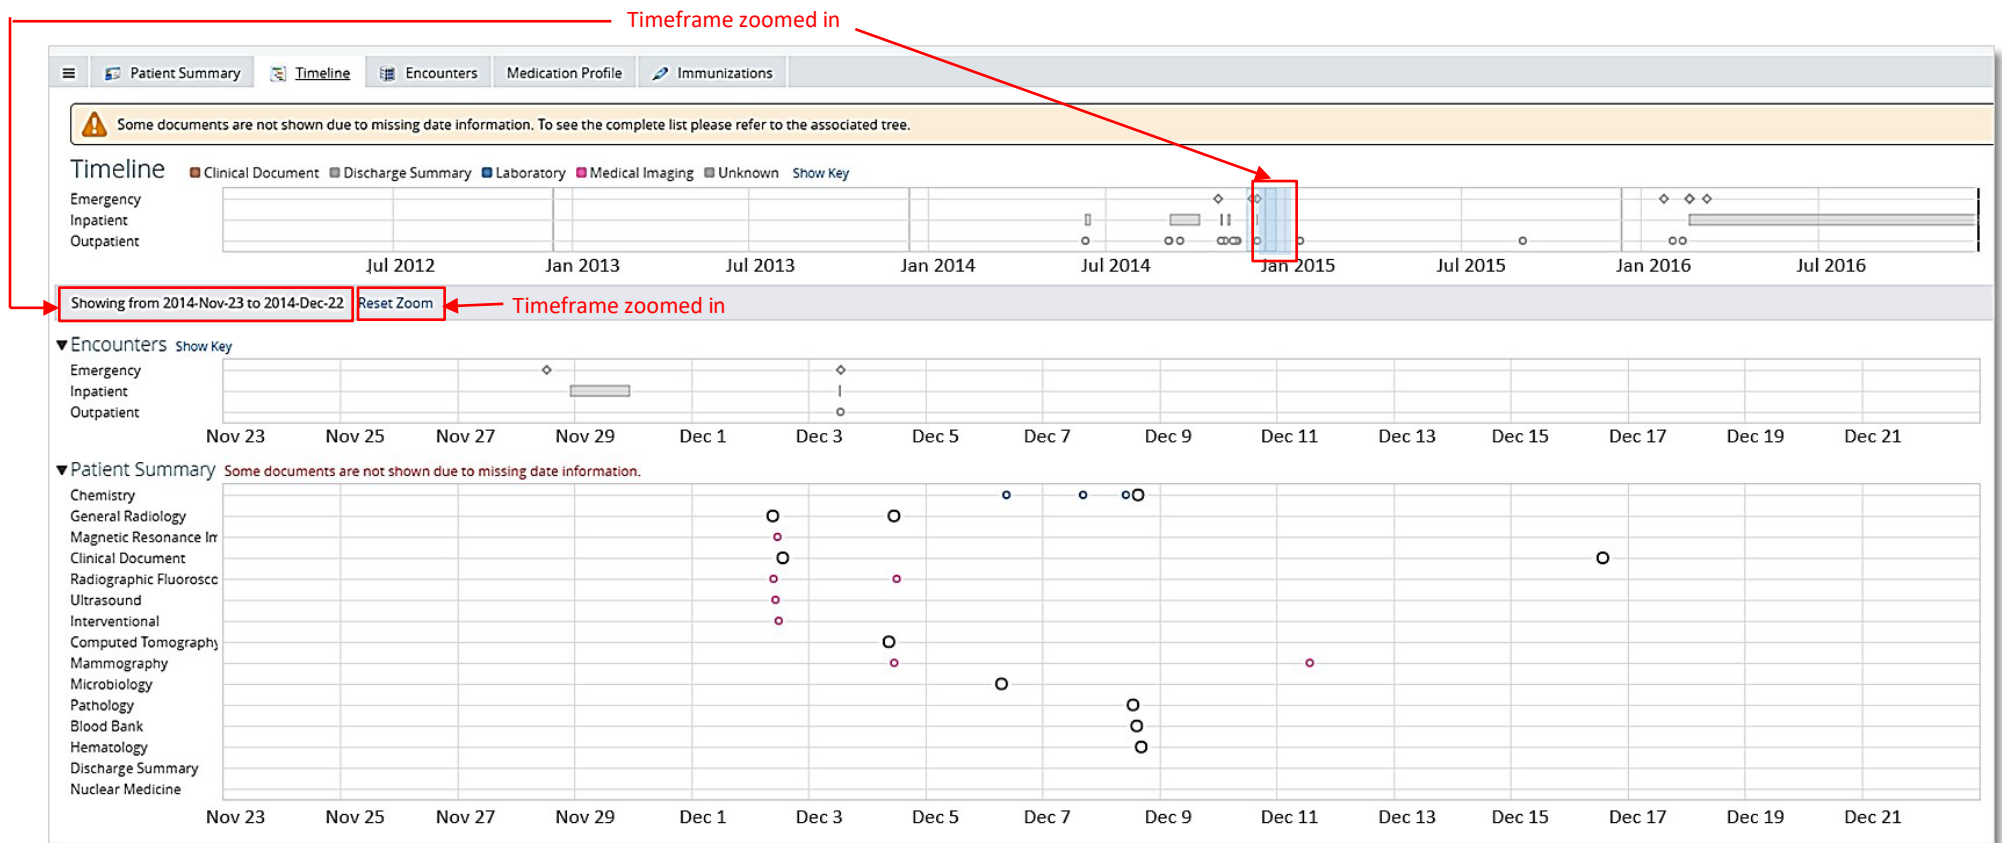 Timeframe zoomed in
Patient Summary Timeline Encounters Medication Profile Immunizations
Some documents are not shown due to missing date information. To see the complete list please refer to the associated tree.
Timeline Clinical Document Discharge Summary Laboratory Medical Imaging Unknown Show Key
Emergency
Inpatient
Outpatient
Jul 2012 Jan 2013 Jul 2013 Jan 2014 Jul 2014 Jan 2015 Jul 2015 Jan 2016 Jul 2016
Showing from 2014-Nov-23 to 2014-Dec-22 Reset Zoom Timeframe zoomed in
Encounters Show Key
Emergency
Inpatient
Outpatient
Nov 23 Nov 25 Nov 27 Nov 29 Dec 1 Dec 3 Dec 5 Dec 7 Dec 9 Dec 11 Dec 13 Dec 15 Dec 17 Dec 19 Dec 21
Patient Summary Some documents are not shown due to missing date information.
Chemistry
General Radiology
Magnetic Resonance Im
Clinical Document
Radiographic Fluorosco
Ultrasound
Interventional
Computed Tomography
Mammography
Microbiology
Pathology
Blood Bank
Hematology
Discharge Summary
Nuclear Medicine
Nov 23 Nov 25 Nov 27 Nov 29 Dec 1 Dec 3 Dec 5 Dec 7 Dec 9 Dec 11 Dec 13 Dec 15 Dec 17 Dec 19 Dec 21